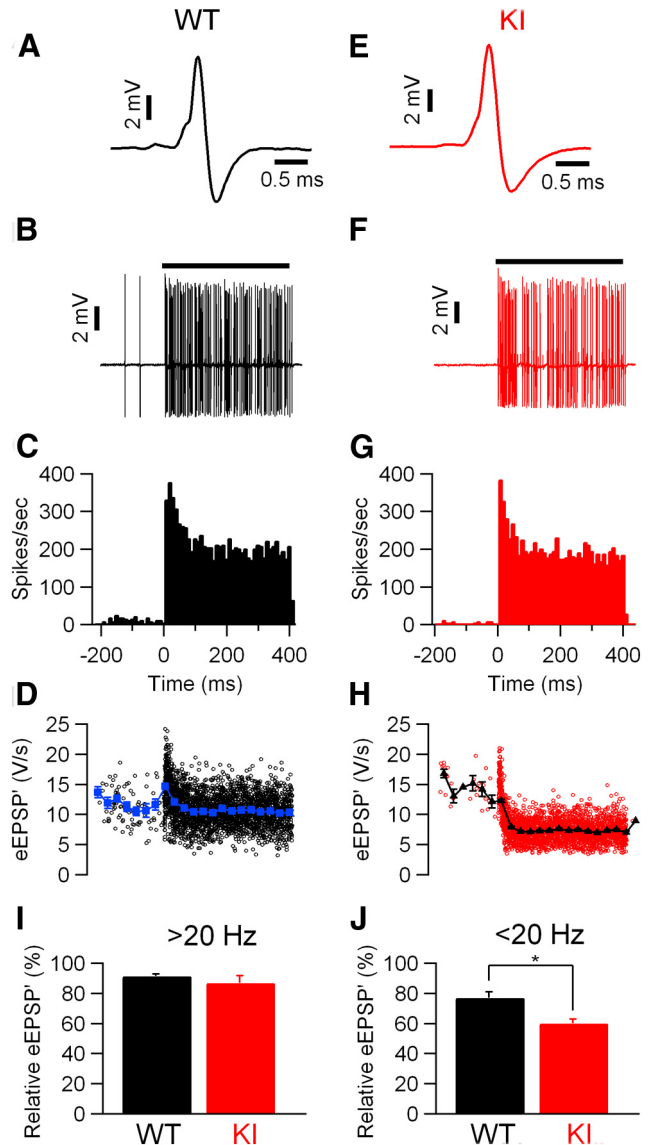 WT
KI
A
E
2 mV
2 mV
0.5 ms
0.5 ms
B
F
2 mV
2 mV
C
G
Spikes/sec
400
300
200
100
0
-200
0
200
400
Time (ms)
Spikes/sec
400
300
200
100
0
-200
0
200
400
Time (ms)
D
H
eEPSP' (V/s)
25
20
15
10
5
0
eEPSP' (V/s)
25
20
15
10
5
0
I
J
>20 Hz
<20 Hz
Relative eEPSP' (%)
100
80
60
40
20
0
WT
KI
Relative eEPSP' (%)
100
80
60
40
20
0
*
WT
KI